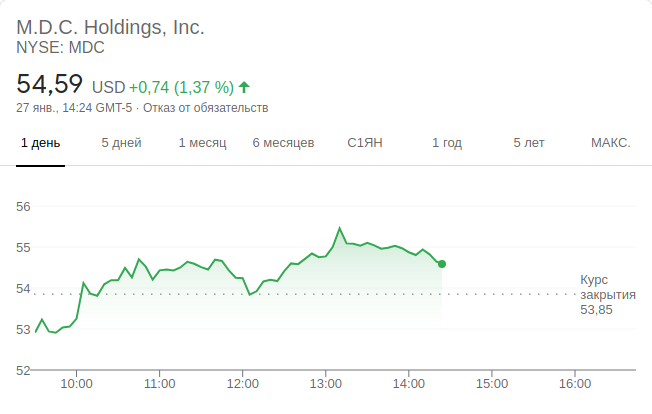 M.D.C. Holdings, Inc.
NYSE: MDC
54,59 USD +0,74 (1,37 %)
27 янв., 14:24 GMT-5 · Отказ от обязательств
1 день 5 дней 1 месяц 6 месяцев С1ЯН 1 год 5 лет МАКС.
56
55
54
53
52
Курс
закрытия
53,85
10:00 11:00 12:00 13:00 14:00 15:00 16:00